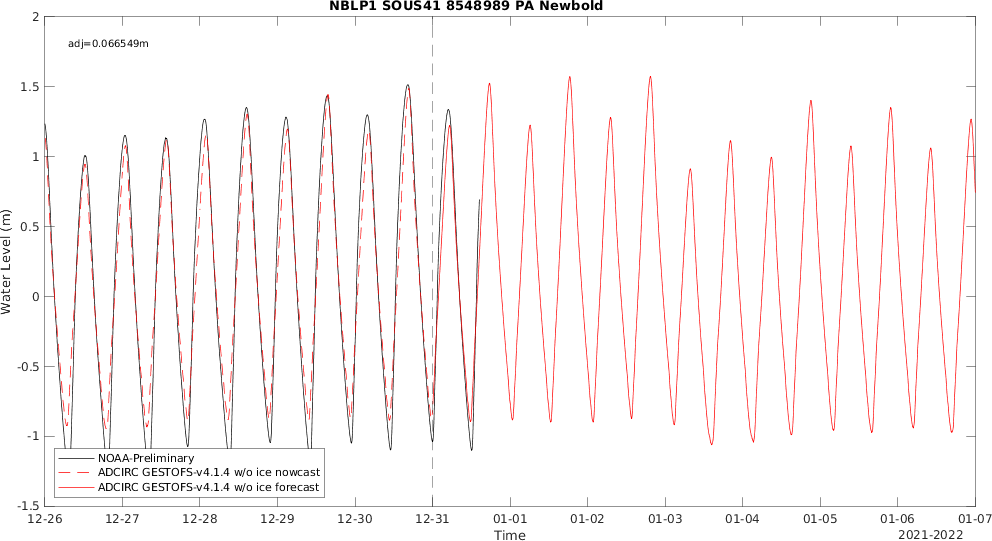 NBLP1 SOUS41 8548989 PA Newbold
adj=0.066549m
2
1.5
1
0.5
0
-0.5
-1
-1.5
Water Level (m)
NOAA-Preliminary
ADCIRC GESTOFS-v4.1.4 w/o ice nowcast
ADCIRC GESTOFS-v4.1.4 w/o ice forecast
12-26 12-27 12-28 12-29 12-30 12-31 01-01 01-02 01-03 01-04 01-05 01-06 01-07
Time
2021-2022